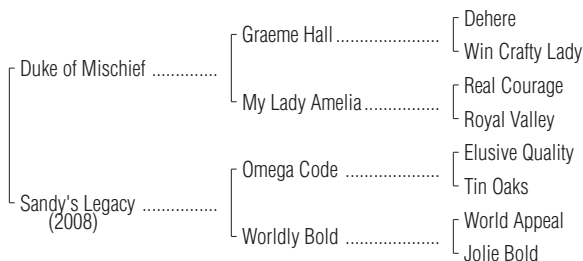 Dehere
Graeme Hall ........................
Win Crafty Lady
Duke of Mischief ...............
Real Courage
My Lady Amelia .................
Royal Valley
Elusive Quality
Omega Code .....................
Tin Oaks
Sandy's Legacy .................
(2008)
World Appeal
Worldly Bold .....................
Jolie Bold